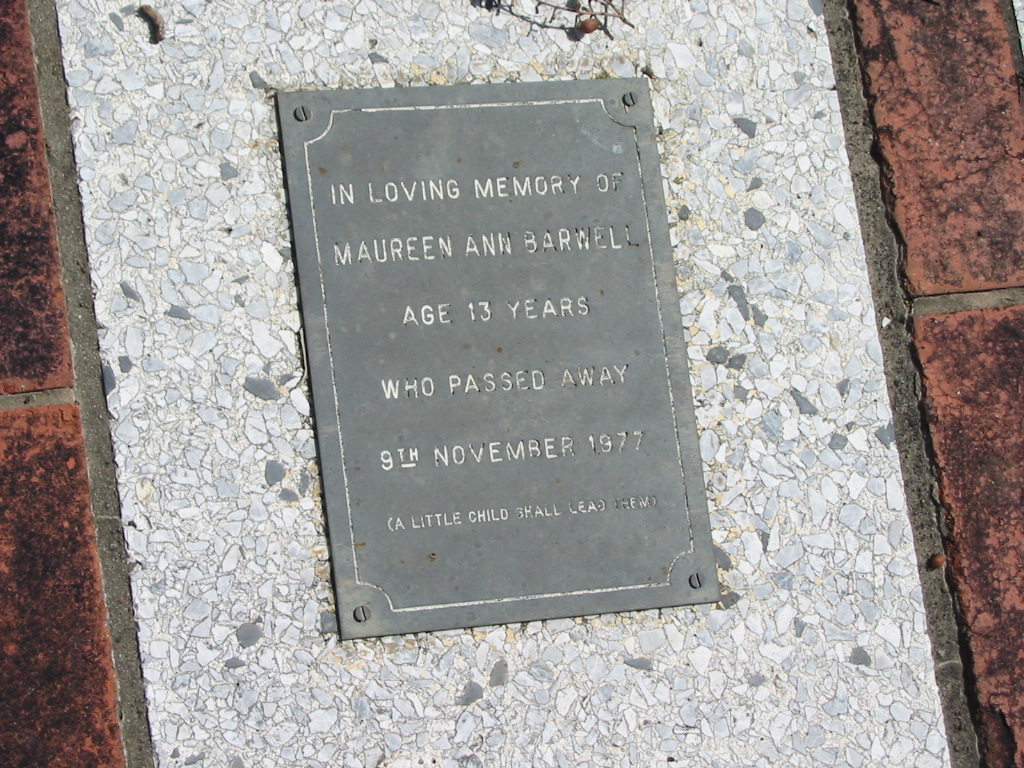 IN LOVING MEMORY OF
MAUREEN ANN BARWELL
AGE 13 YEARS
WHO PASSED AWAY
9TH NOVEMBER 1977
(A LITTLE CHILD SHALL LEAD THEM)